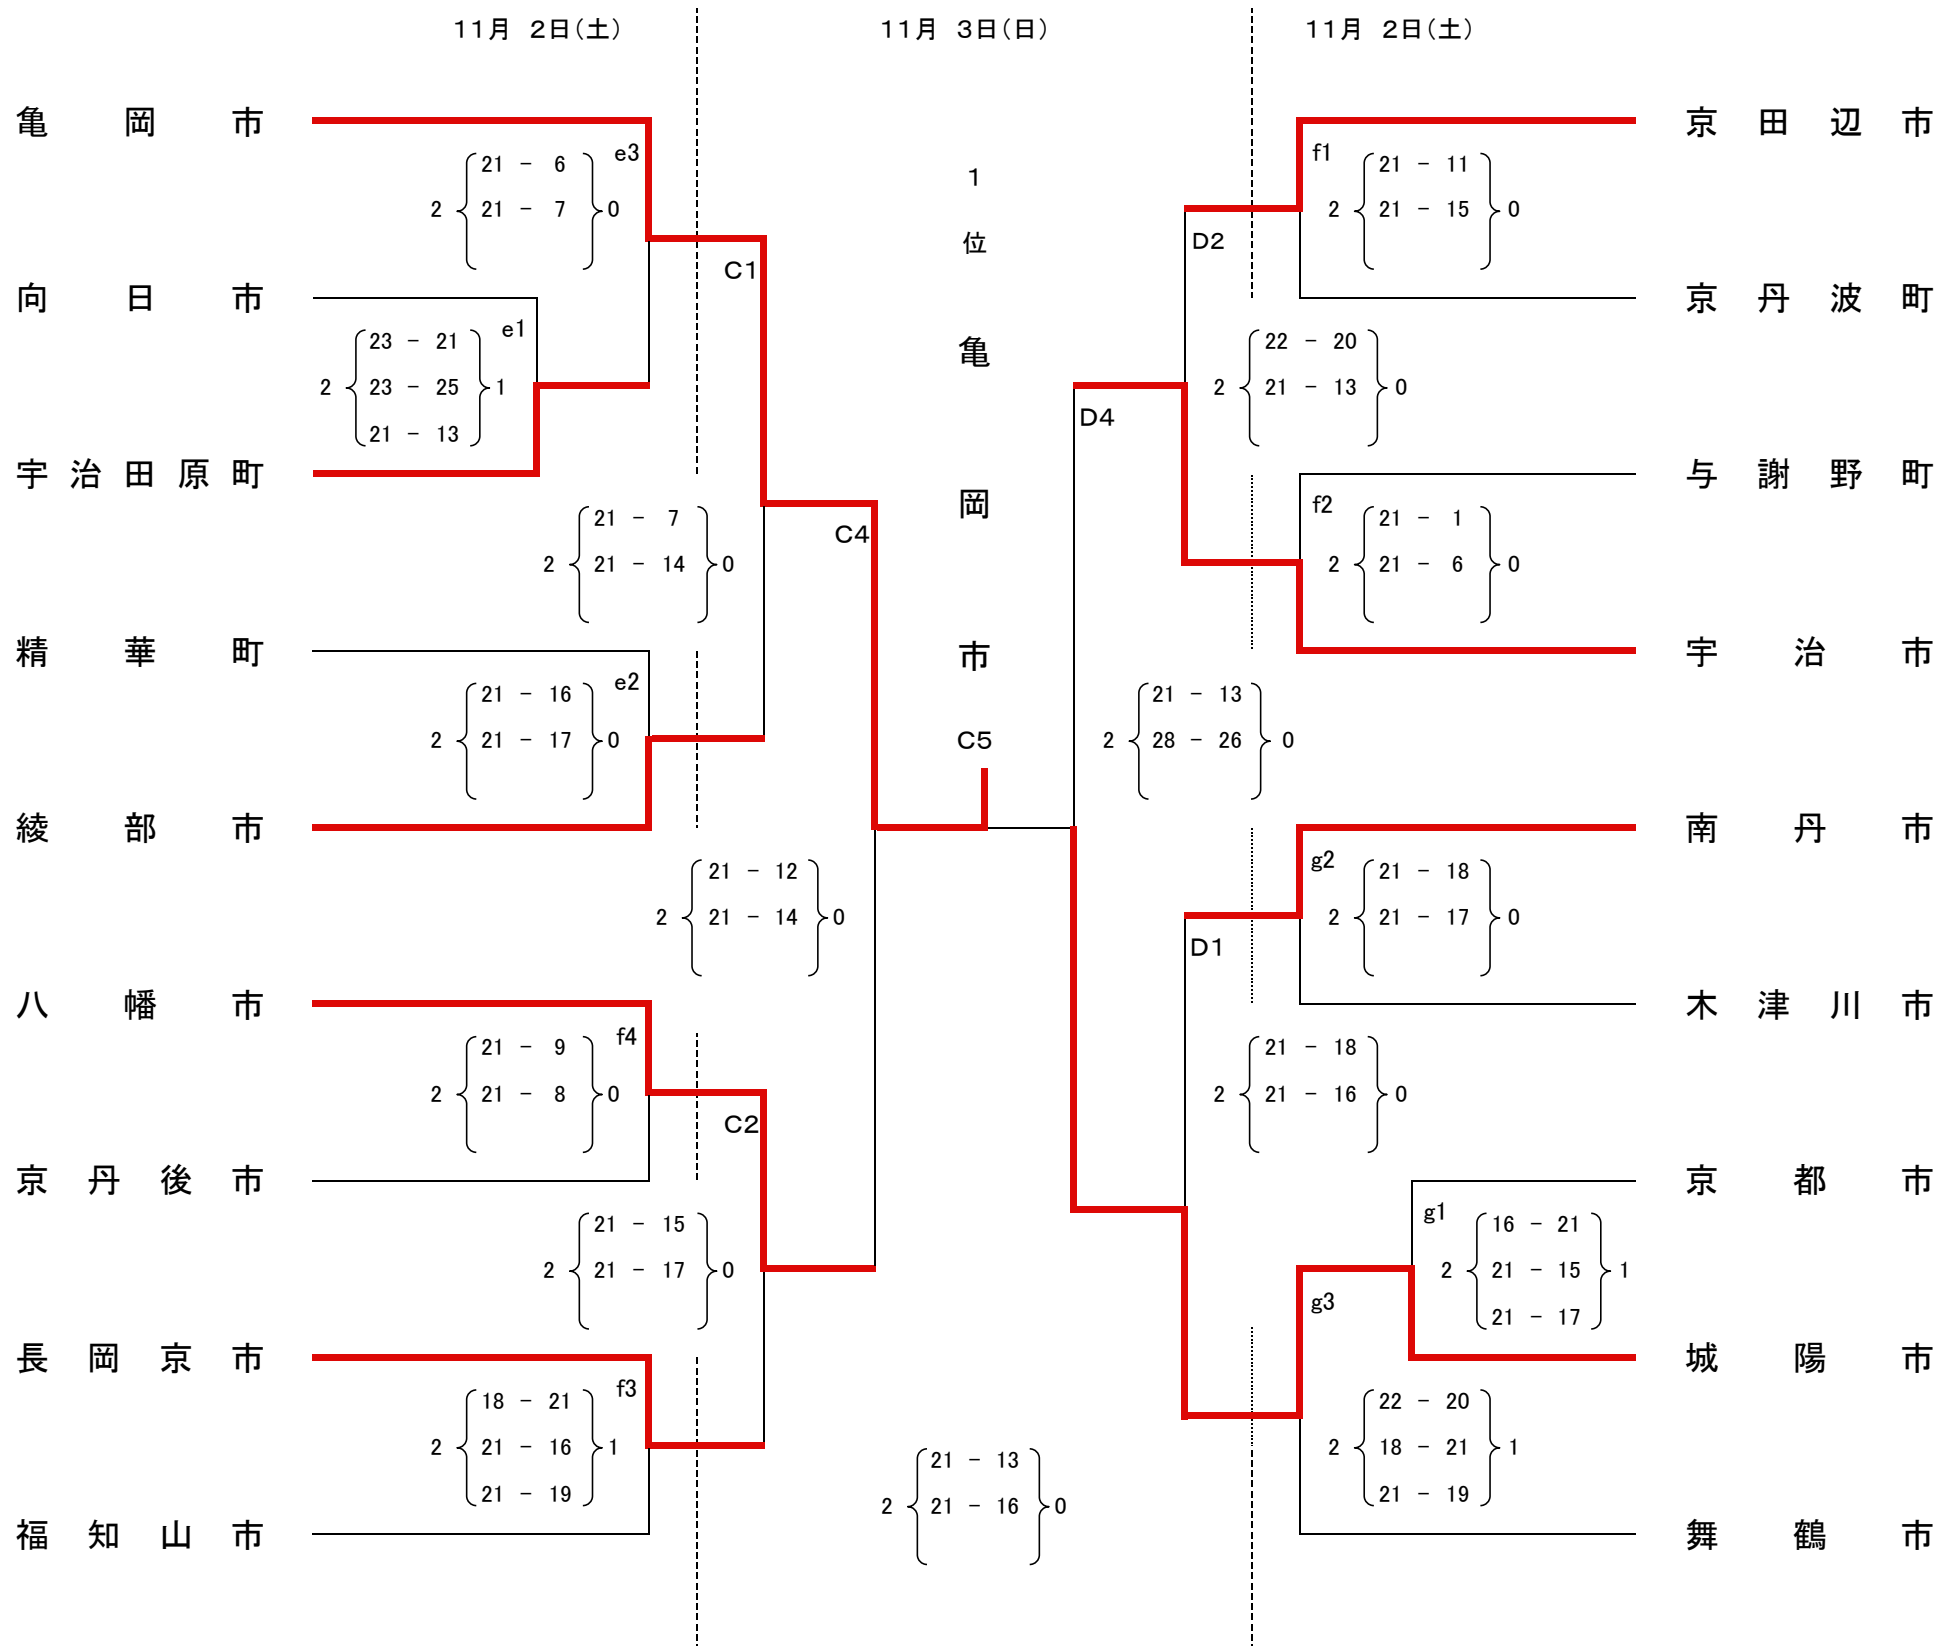 11月　2日(土)
11月　3日(日)
11月　2日(土)
亀岡市
e3
21 - 6
2 21 - 7 0
向日市
e1
23 - 21
2 23 - 25 1
21 - 13
宇治田原町
C1
21 - 7
2 21 - 14 0
精華町
e2
21 - 16
2 21 - 17 0
綾部市
C4
21 - 12
2 21 - 14 0
八幡市
f4
21 - 9
2 21 - 8 0
京丹後市
C2
21 - 15
2 21 - 17 0
長岡京市
f3
18 - 21
2 21 - 16 1
21 - 19
福知山市
1
位
亀
岡
市
C5
21 - 13
2 21 - 16 0
京田辺市
f1
21 - 11
2 21 - 15 0
京丹波町
D2
22 - 20
2 21 - 13 0
与謝野町
f2
21 - 1
2 21 - 6 0
宇治市
D4
21 - 13
2 28 - 26 0
南丹市
g2
21 - 18
2 21 - 17 0
木津川市
D1
21 - 18
2 21 - 16 0
京都市
g1
16 - 21
2 21 - 15 1
21 - 17
城陽市
g3
22 - 20
2 18 - 21 1
21 - 19
舞鶴市